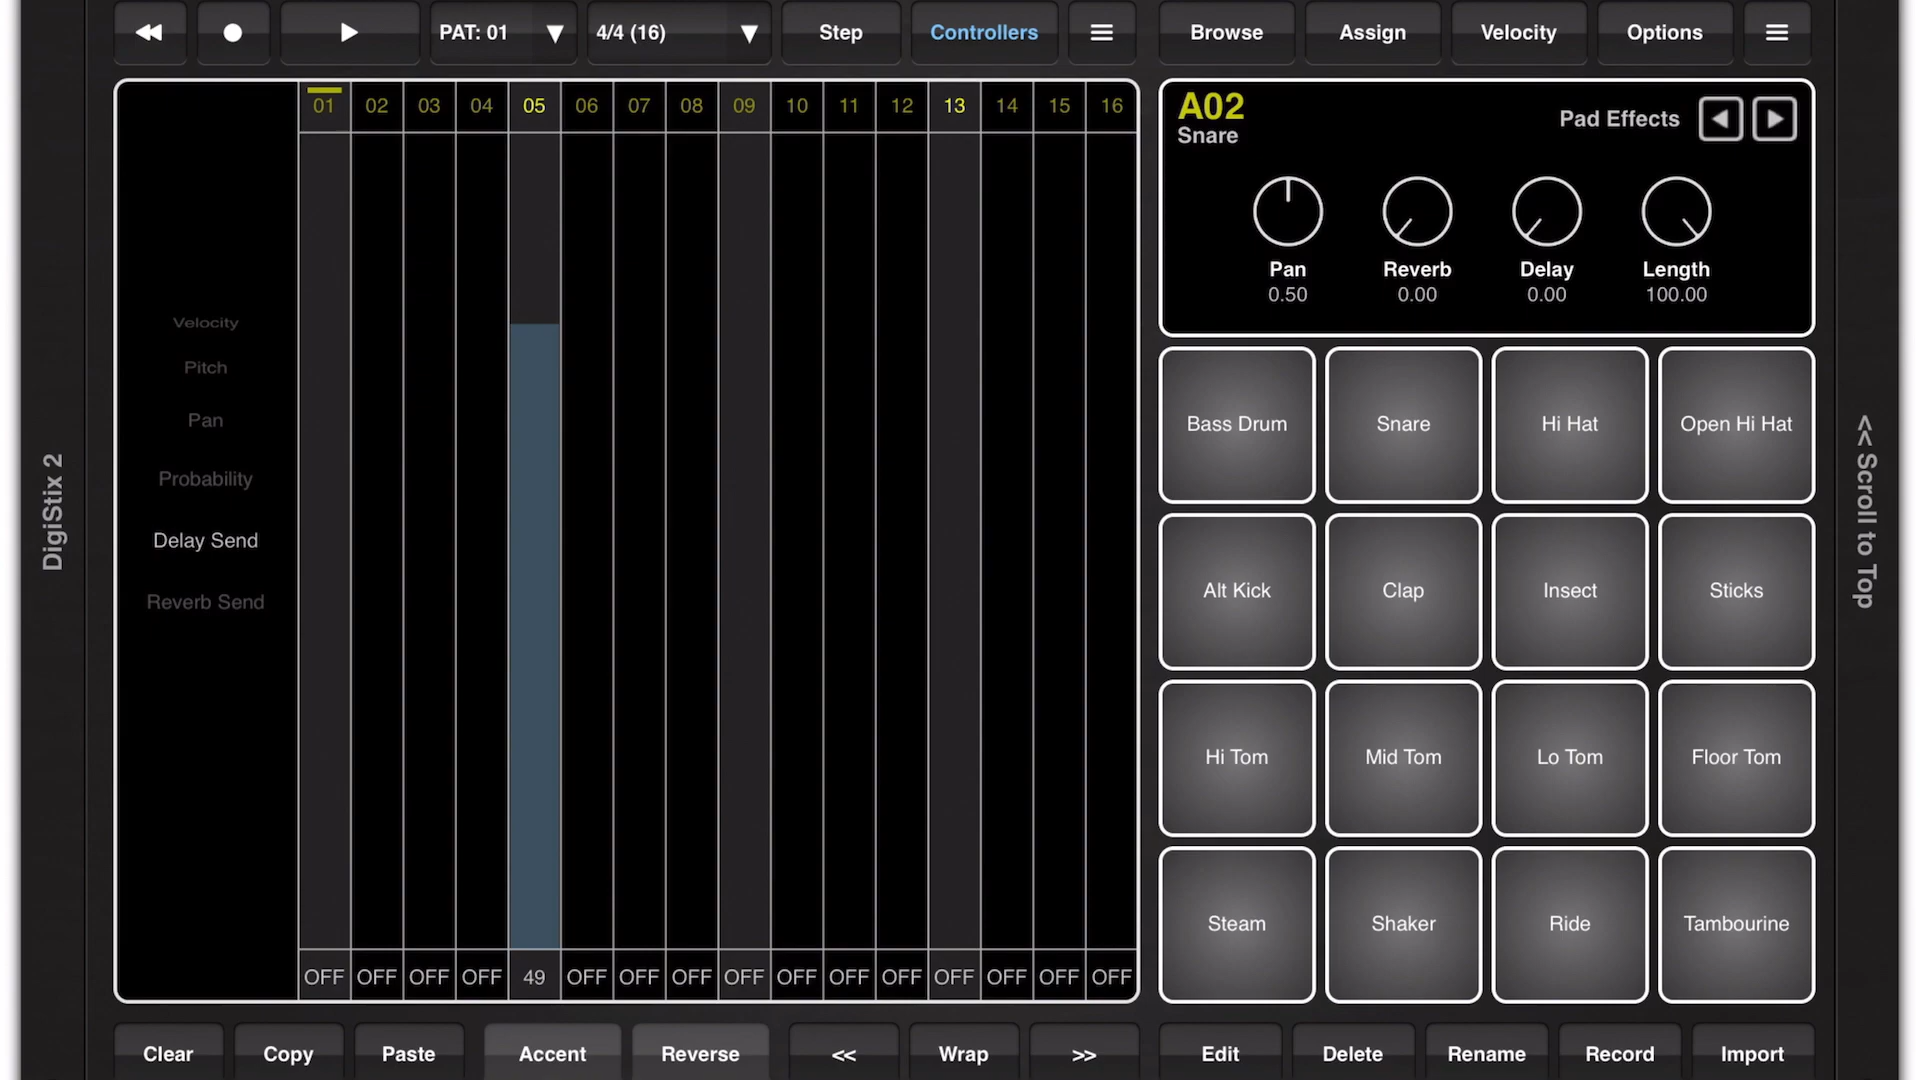 PAT: 01
4/4 (16)
Step
Controllers
Browse
Assign
Velocity
Options
01 02 03 04 05 06 07 08 09 10 11 12 13 14 15 16
A02
Snare
Pad Effects
Pan
0.50
Reverb
0.00
Delay
0.00
Length
100.00
Velocity
Pitch
Pan
Probability
Delay Send
Reverb Send
DigiStix 2
OFF OFF OFF OFF 49 OFF OFF OFF OFF OFF OFF OFF OFF OFF OFF OFF
Bass Drum
Snare
Hi Hat
Open Hi Hat
Alt Kick
Clap
Insect
Sticks
Hi Tom
Mid Tom
Lo Tom
Floor Tom
Steam
Shaker
Ride
Tambourine
<< Scroll to Top
Clear
Copy
Paste
Accent
Reverse
<<
Wrap
>>
Edit
Delete
Rename
Record
Import